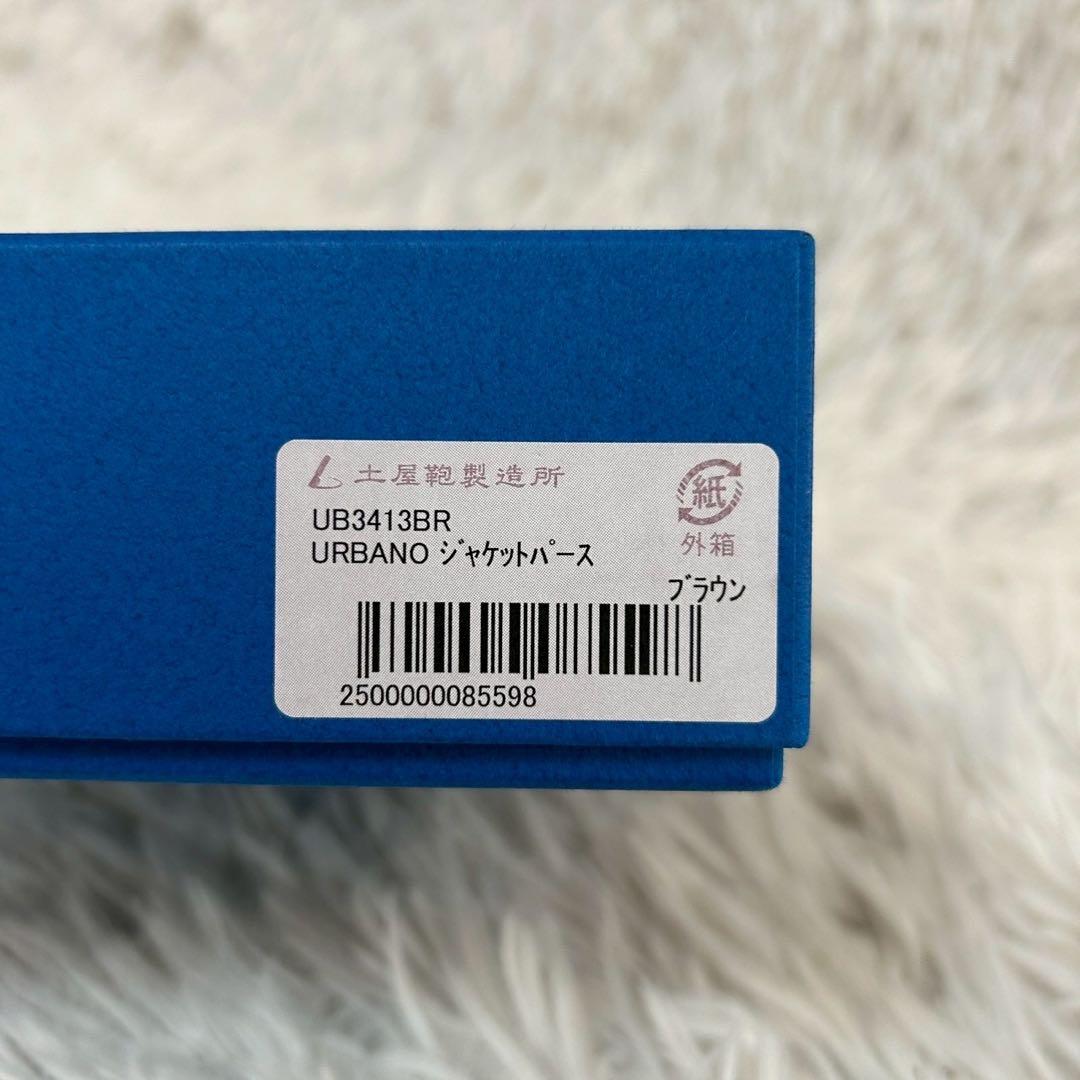 土屋鞄製造所
紙
外箱
UB3413BR
URBANO ｼﾞｬｹｯﾄﾊﾟｰｽ
ﾌﾞﾗｳﾝ
2500000085598